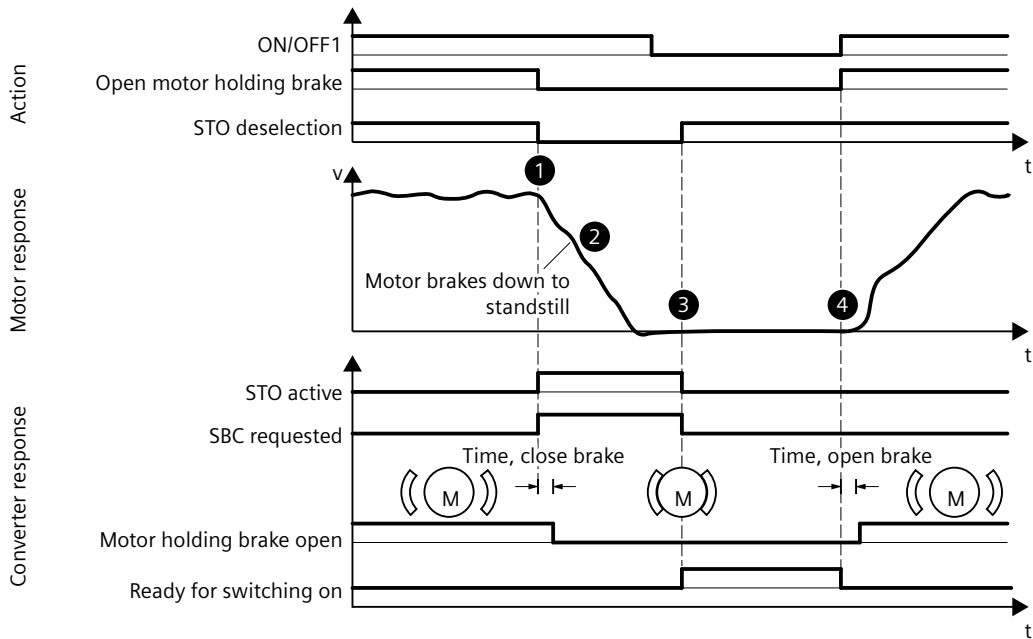 Action
ON/OFF1
Open motor holding brake
STO deselection
t
Motor response
v
1
2
Motor brakes down to
standstill
3
4
t
Converter response
STO active
SBC requested
Time, close brake
Time, open brake
M
M
M
Motor holding brake open
Ready for switching on
t